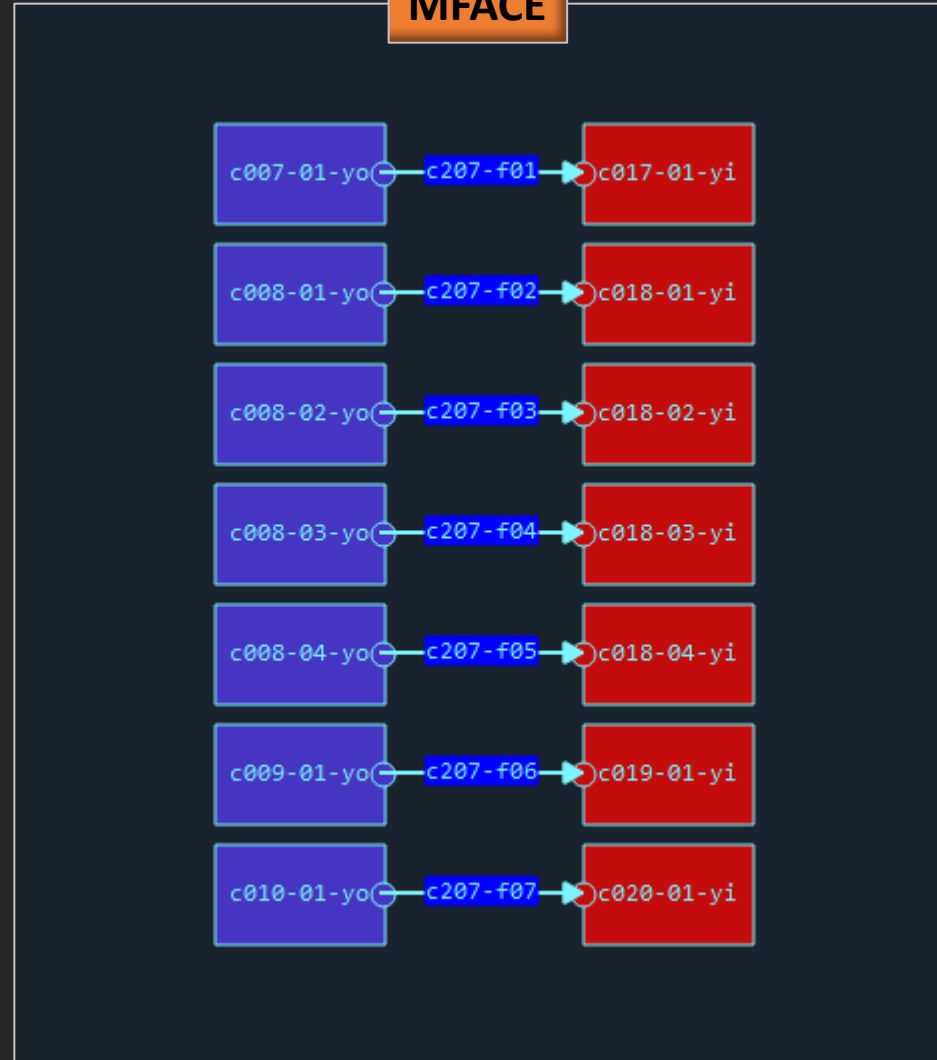 MFACE
c007-01-yo c207-f01 c017-01-yi
c008-01-yo c207-f02 c018-01-yi
c008-02-yo c207-f03 c018-02-yi
c008-03-yo c207-f04 c018-03-yi
c008-04-yo c207-f05 c018-04-yi
c009-01-yo c207-f06 c019-01-yi
c010-01-yo c207-f07 c020-01-yi